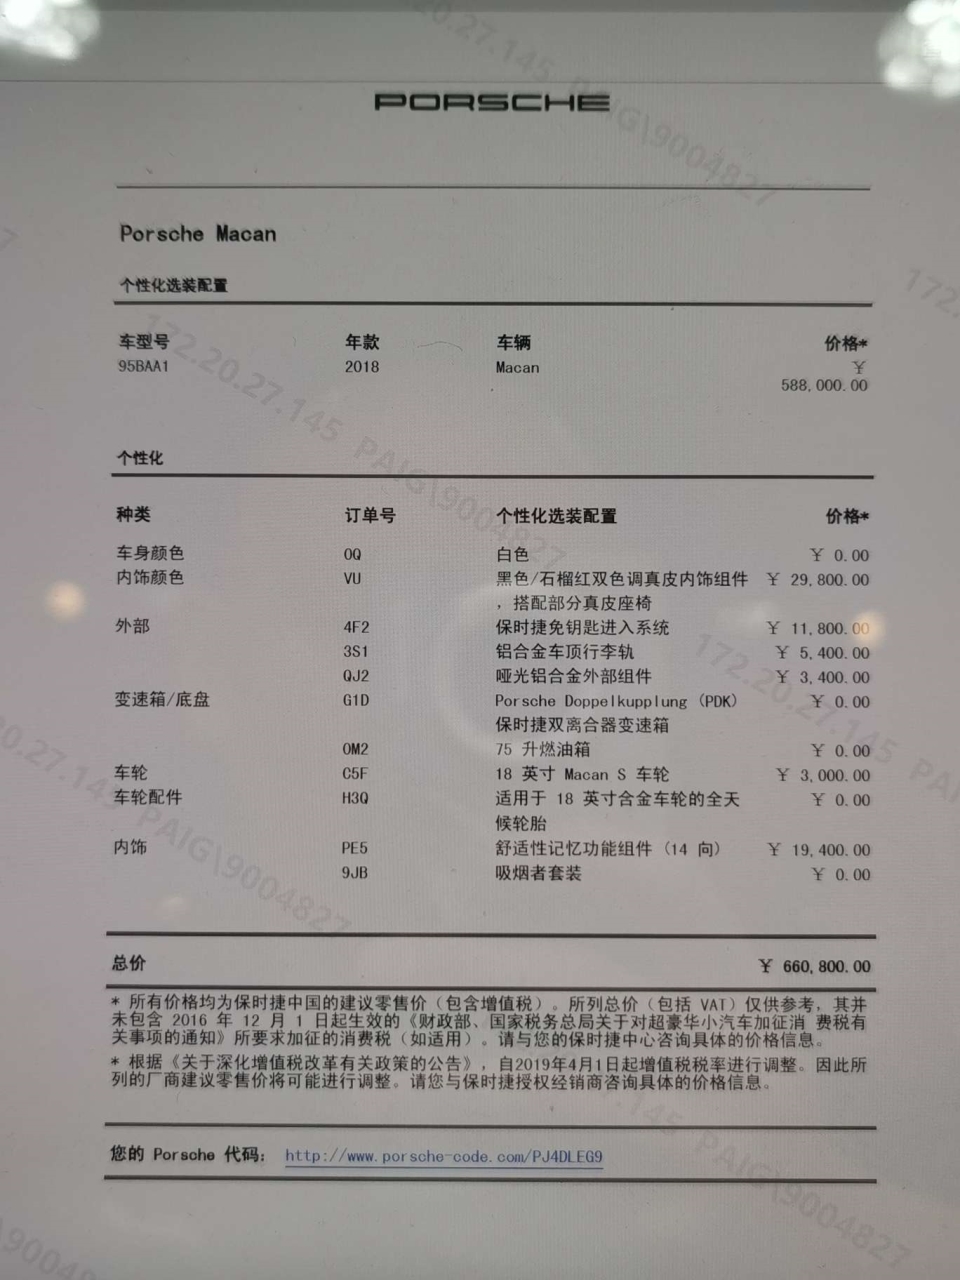 PORSCHE
Porsche Macan
个性化选装配置
车型号 年款 车辆 价格*
95BAA1 2018 Macan ￥
588,000.00
个性化
种类 订单号 个性化选装配置 价格*
车身颜色 0Q 白色 ￥ 0.00
内饰颜色 VU 黑色/石榴红双色调真皮内饰组件 ￥ 29,800.00
，搭配部分真皮座椅
外部 4F2 保时捷免钥匙进入系统 ￥ 11,800.00
3S1 铝合金车顶行李轨 ￥ 5,400.00
QJ2 哑光铝合金外部组件 ￥ 3,400.00
变速箱/底盘 G1D Porsche Doppelkupplung (PDK) ￥ 0.00
保时捷双离合器变速箱
0M2 75 升燃油箱 ￥ 0.00
车轮 C5F 18 英寸 Macan S 车轮 ￥ 3,000.00
车轮配件 H3Q 适用于 18 英寸合金车轮的全天 ￥ 0.00
候轮胎
内饰 PE5 舒适性记忆功能组件 (14 向) ￥ 19,400.00
9JB 吸烟者套装 ￥ 0.00
总价 ￥ 660,800.00
* 所有价格均为保时捷中国的建议零售价（包含增值税）。所列总价（包括 VAT）仅供参考，其并
未包含 2016 年 12 月 1 日起生效的《财政部、国家税务总局关于对超豪华小汽车加征消 费税有
关事项的通知》所要求加征的消费税（如适用）。请与您的保时捷中心咨询具体的价格信息。
* 根据《关于深化增值税改革有关政策的公告》，自2019年4月1日起增值税税率进行调整。因此所
列的厂商建议零售价将可能进行调整。请您与保时捷授权经销商咨询具体的价格信息。
您的 Porsche 代码： http://www.porsche-code.com/PJ4DLEG9
172.20.27.145 PAIG\9004827